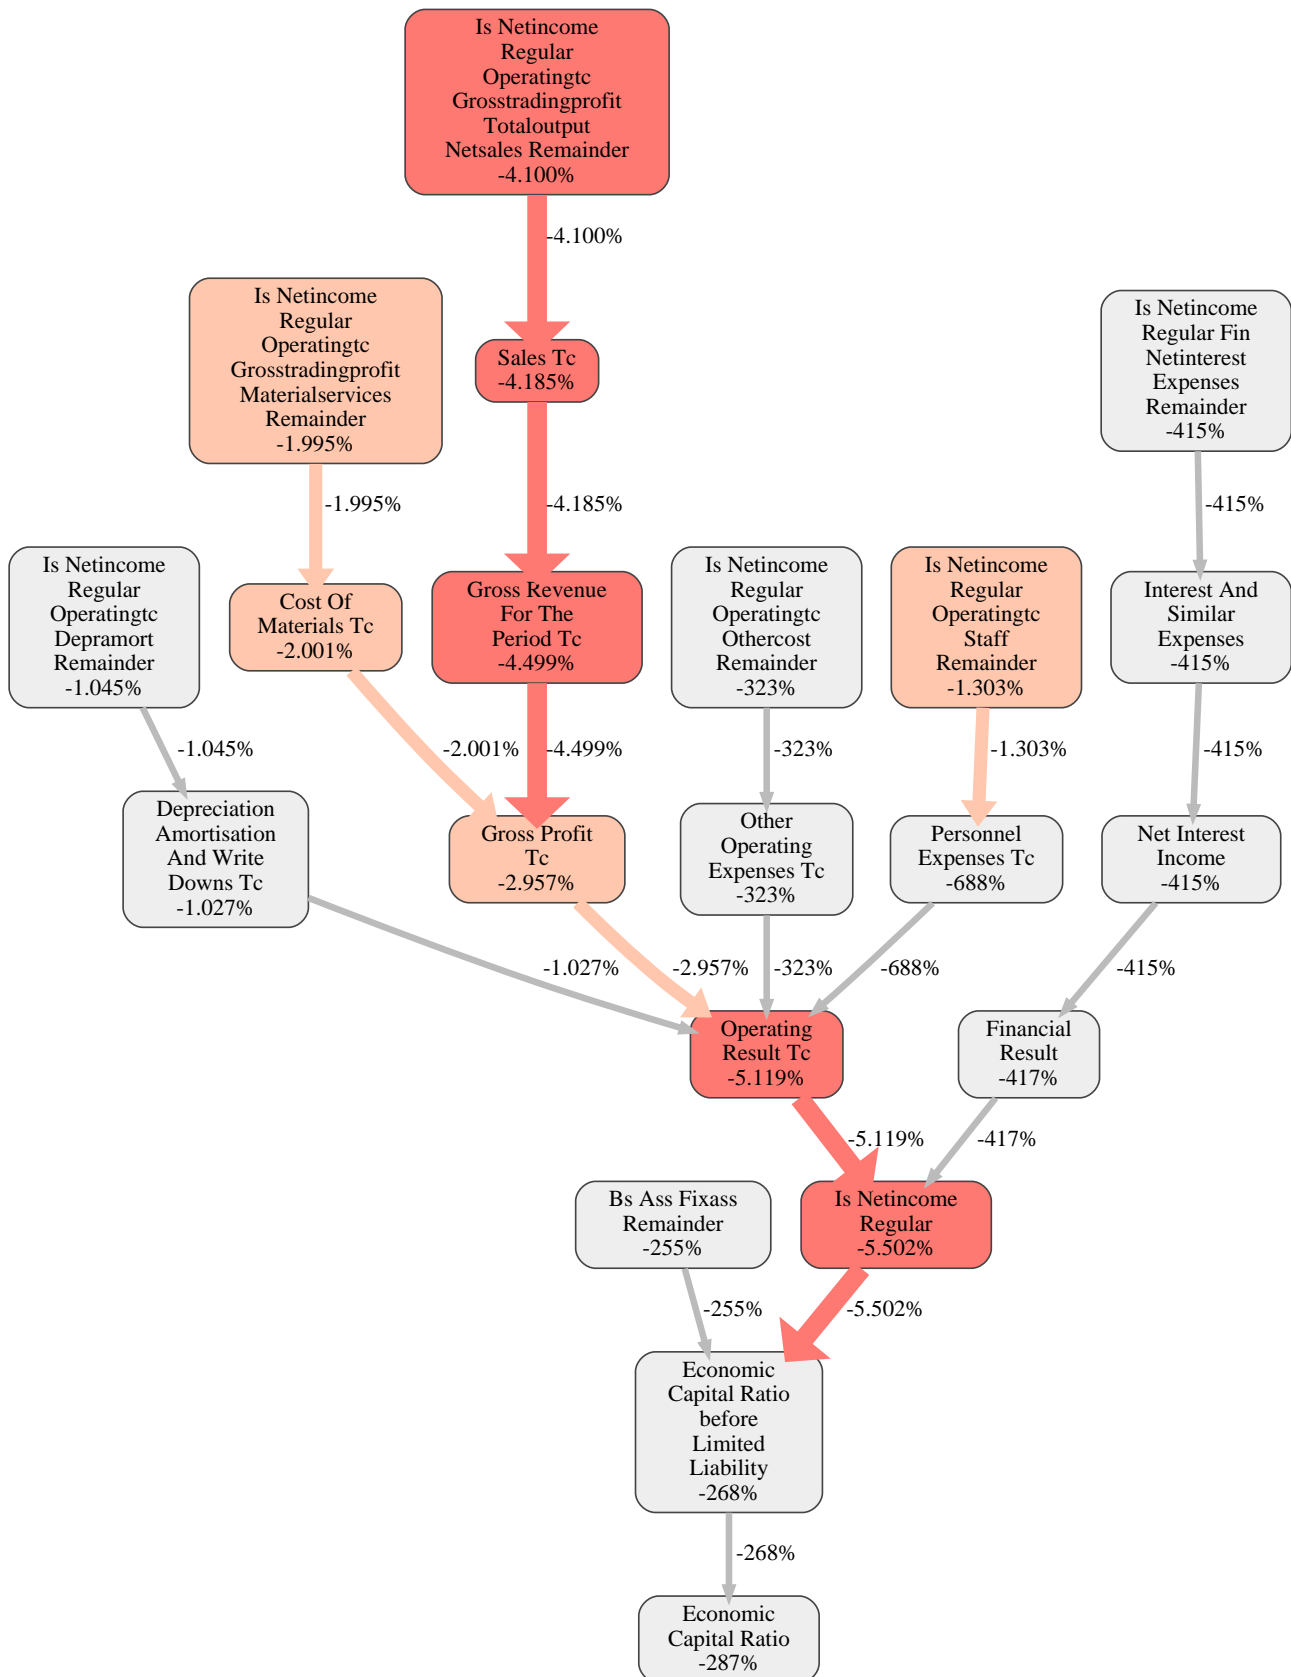 Is Netincome
Regular
Operatingtc
Grosstradingprofit
Totaloutput
Netsales Remainder
-4.100%
-4.100%
Is Netincome
Regular
Operatingtc
Grosstradingprofit
Materialservices
Remainder
-1.995%
Is Netincome
Regular Fin
Netinterest
Expenses
Remainder
-415%
Sales Tc
-4.185%
-1.995%
-4.185%
-415%
Is Netincome
Regular
Operatingtc
Depramort
Remainder
-1.045%
Cost Of
Materials Tc
-2.001%
Gross Revenue
For The
Period Tc
-4.499%
Is Netincome
Regular
Operatingtc
Othercost
Remainder
-323%
Is Netincome
Regular
Operatingtc
Staff
Remainder
-1.303%
Interest And
Similar
Expenses
-415%
-1.045%
-2.001%
-4.499%
-323%
-1.303%
-415%
Depreciation
Amortisation
And Write
Downs Tc
-1.027%
Gross Profit
Tc
-2.957%
Other
Operating
Expenses Tc
-323%
Personnel
Expenses Tc
-688%
Net Interest
Income
-415%
-1.027%
-2.957%
-323%
-688%
-415%
Operating
Result Tc
-5.119%
Financial
Result
-417%
-5.119%
-417%
Bs Ass Fixass
Remainder
-255%
Is Netincome
Regular
-5.502%
-255%
-5.502%
Economic
Capital Ratio
before
Limited
Liability
-268%
-268%
Economic
Capital Ratio
-287%